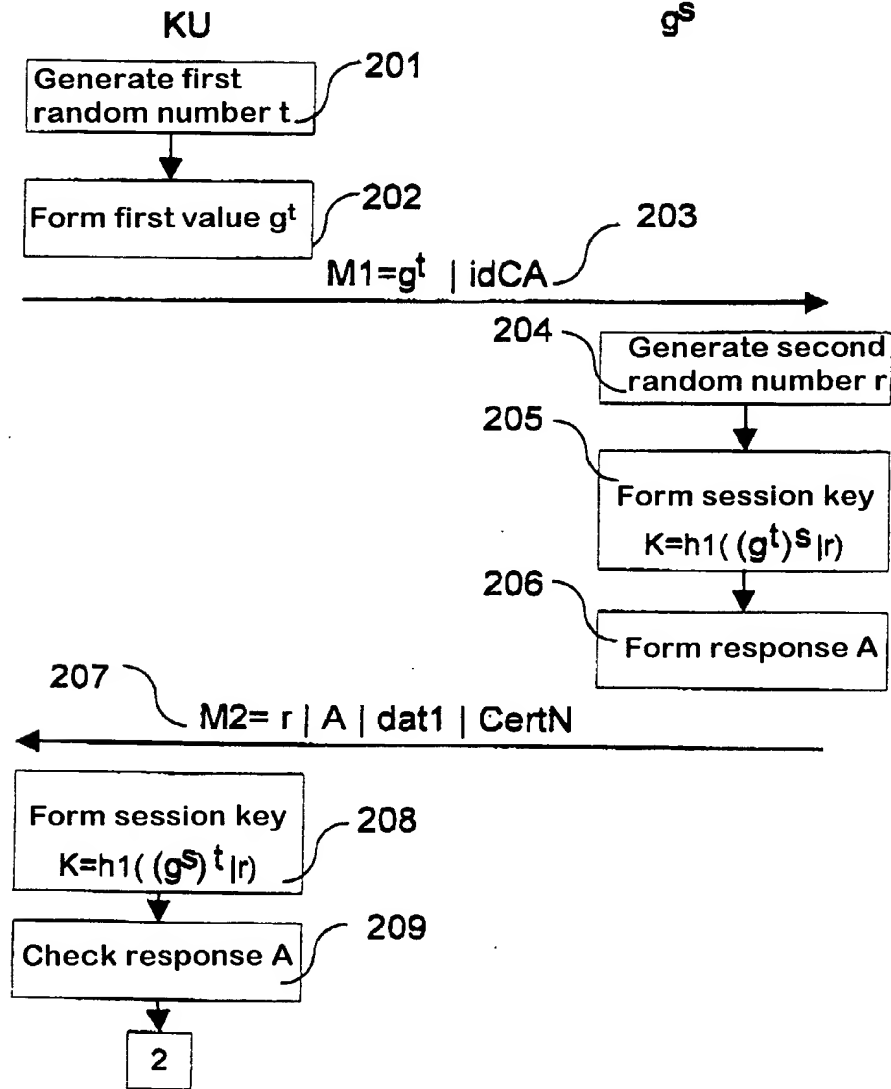 KU
g^s
201
Generate first
random number t
202
Form first value g^t
203
M1=g^t | idCA
204
Generate second
random number r
205
Form session key
K=h1( (g^t)^s |r)
206
Form response A
207
M2= r | A | dat1 | CertN
Form session key
K=h1( (g^s)^t |r)
208
Check response A
209
2